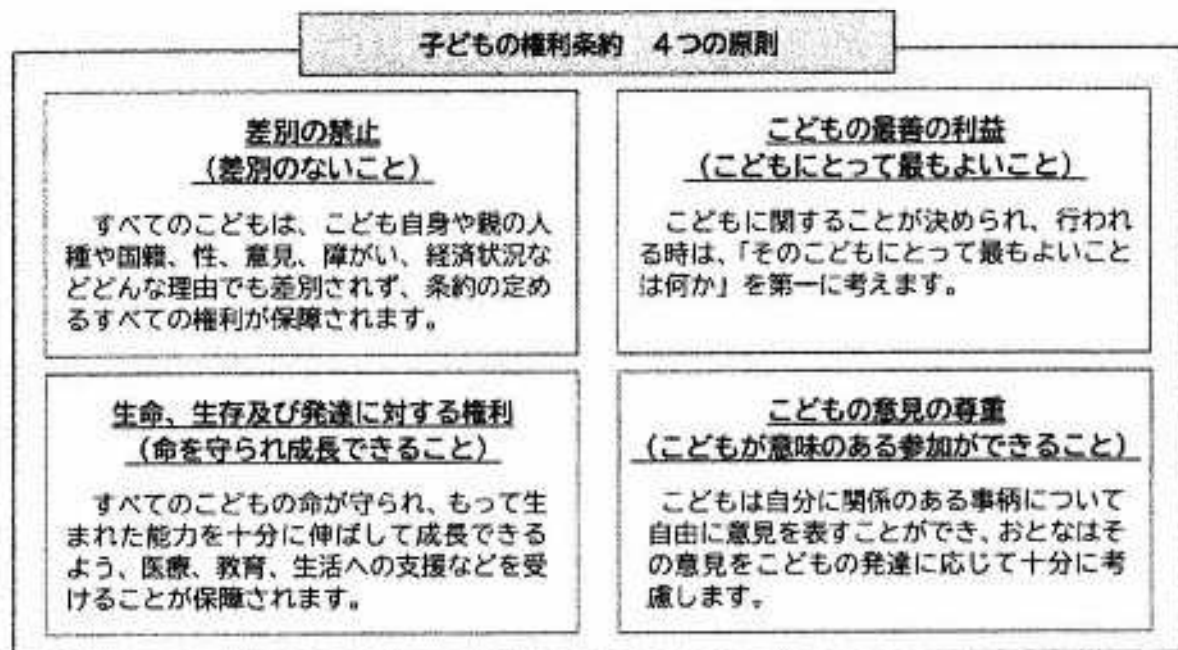 子どもの権利条約　4つの原則
差別の禁止
(差別のないこと)
すべてのこどもは、こども自身や親の人
種や国籍、性、意見、障がい、経済状況な
どどんな理由でも差別されず、条約の定め
るすべての権利が保障されます。
こどもの最善の利益
(こどもにとって最もよいこと)
こどもに関することが決められ、行われ
る時は、「そのこどもにとって最もよいこと
は何か」を第一に考えます。
生命、生存及び発達に対する権利
(命を守られ成長できること)
すべてのこどもの命が守られ、もって生
まれた能力を十分に伸ばして成長できる
よう、医療、教育、生活への支援などを受
けることが保障されます。
こどもの意見の尊重
(こどもが意味のある参加ができること)
こどもは自分に関係のある事柄について
自由に意見を表すことができ、おとなはそ
の意見をこどもの発達に応じて十分に考
慮します。